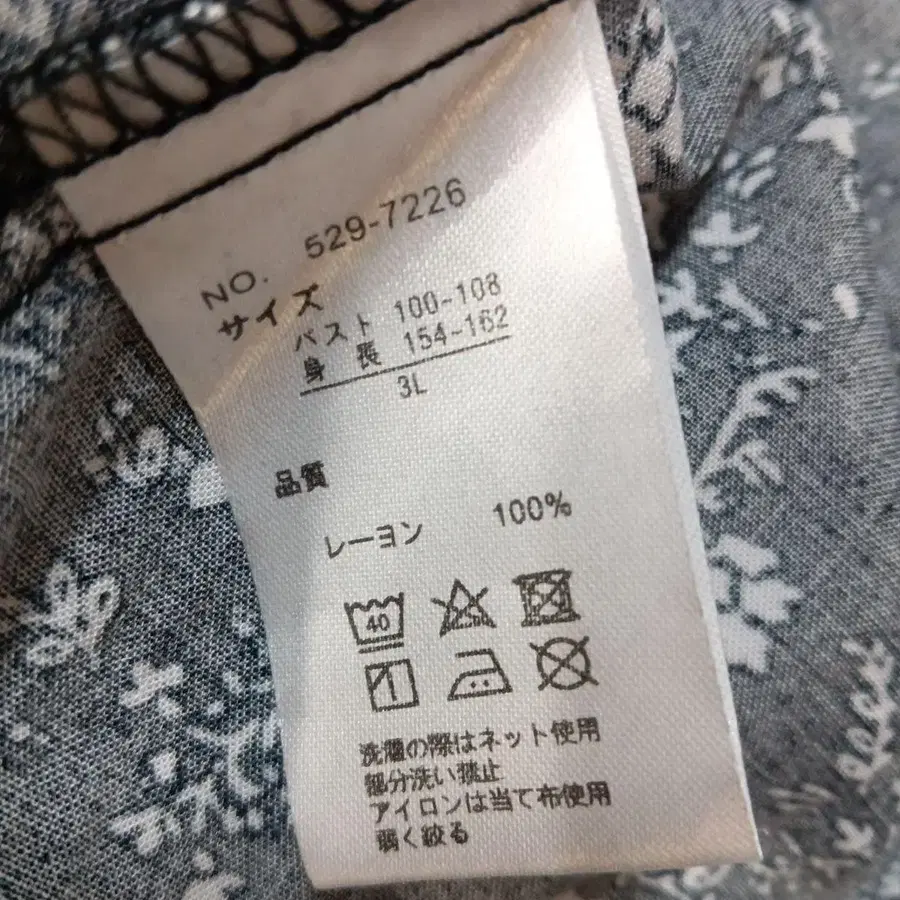 NO. 529-7226
サイズ
バスト 100-108
身長 154-162
3L
品質
レーヨン 100%
40
洗濯の際はネット使用
部分洗い禁止
アイロンは当て布使用
弱く絞る